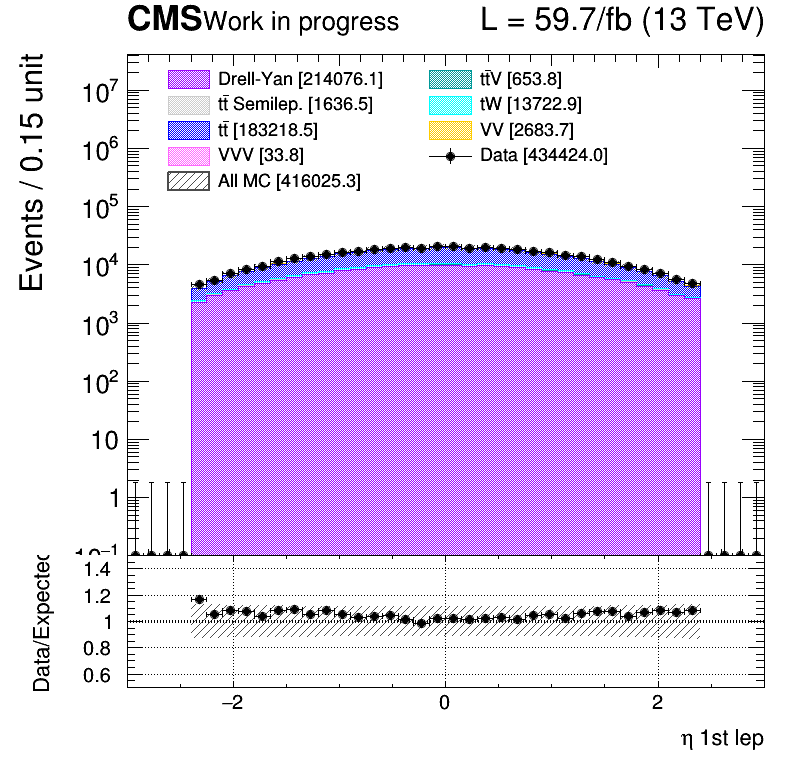 CMS Work in progress L = 59.7/fb (13 TeV)
Events / 0.15 unit
Drell-Yan [214076.1] tt̄V [653.8]
tt̄ Semilep. [1636.5] tW [13722.9]
tt̄ [183218.5] VV [2683.7]
VVV [33.8] Data [434424.0]
All MC [416025.3]
10⁷
10⁶
10⁵
10⁴
10³
10²
10
1
10⁻¹
Data/Expected
1.4
1.2
1
0.8
0.6
−2 0 2
η 1st lep